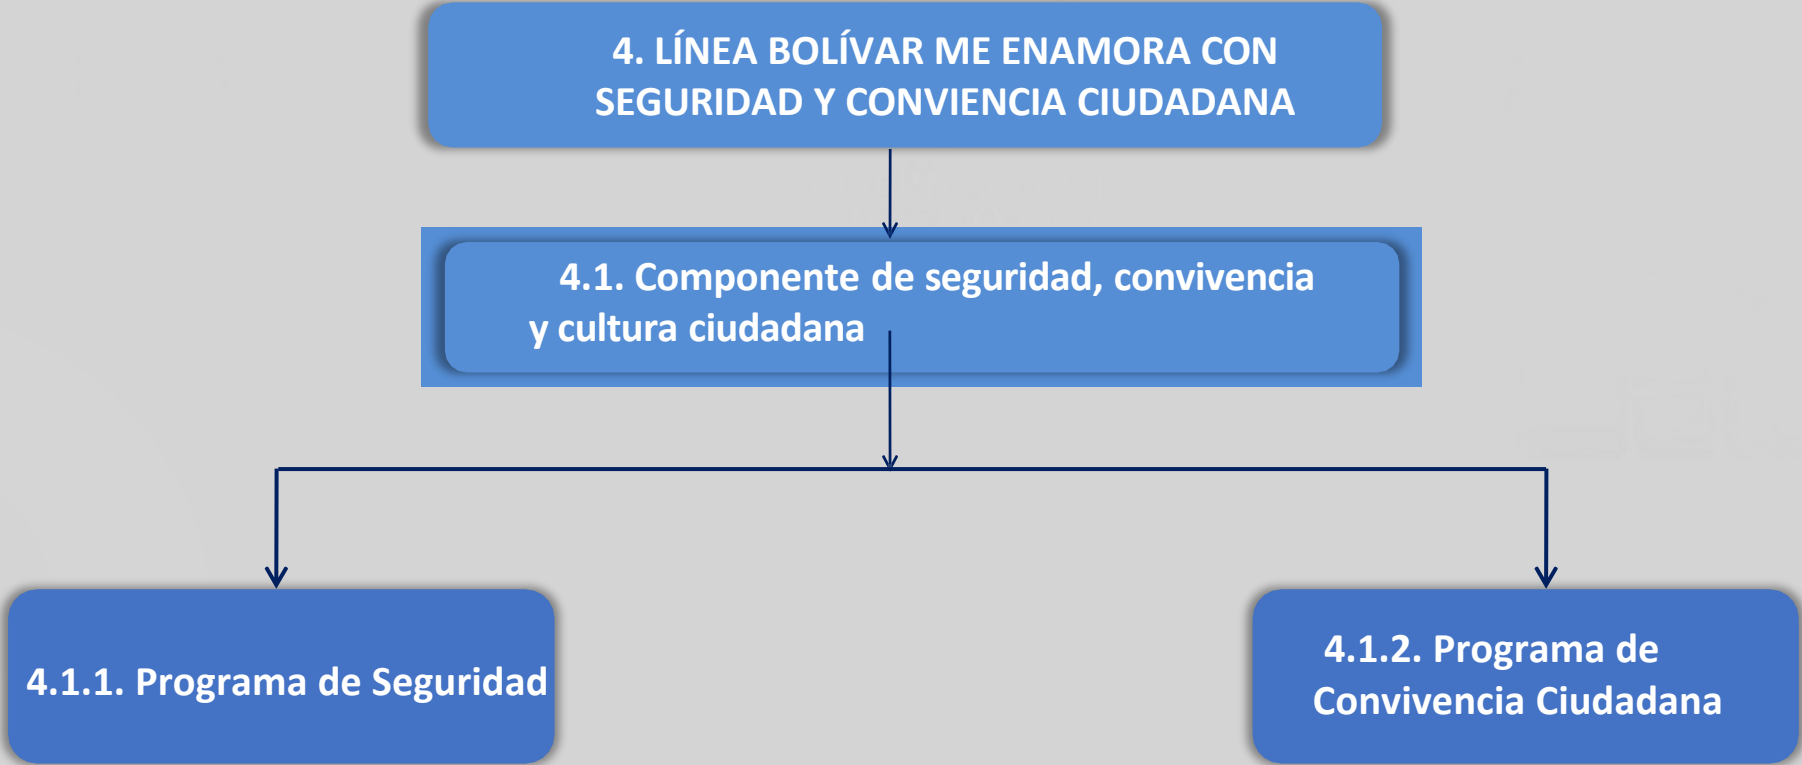 4. LÍNEA BOLÍVAR ME ENAMORA CON
SEGURIDAD Y CONVIENCIA CIUDADANA
4.1. Componente de seguridad, convivencia
y cultura ciudadana
4.1.1. Programa de Seguridad
4.1.2. Programa de
Convivencia Ciudadana